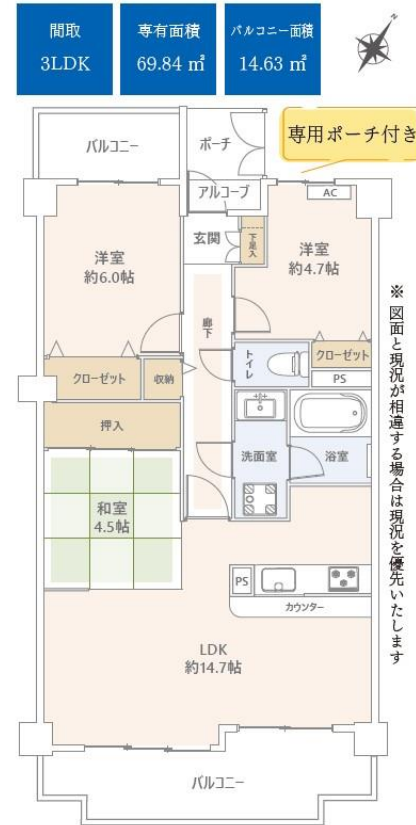 間取
3LDK
専有面積
69.84 ㎡
バルコニー面積
14.63 ㎡
N
バルコニー
ポーチ
専用ポーチ付き
アルコーブ
AC
玄関
下足入
洋室
約6.0帖
洋室
約4.7帖
廊下
トイレ
クローゼット
PS
クローゼット
収納
押入
洗面室
浴室
和室
4.5帖
PS
カウンター
LDK
約14.7帖
バルコニー
※図面と現況が相違する場合は現況を優先いたします